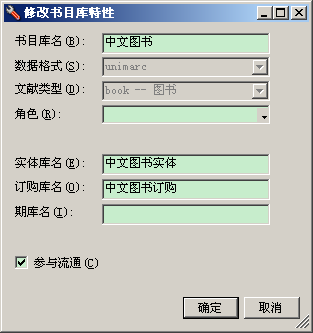 修改书目库特性
书目库名(B): 中文图书
数据格式(S): unimarc
文献类型(D): book -- 图书
角色(R):
实体库名(E): 中文图书实体
订购库名(O): 中文图书订购
期库名(I):
参与流通(C)
确定 取消